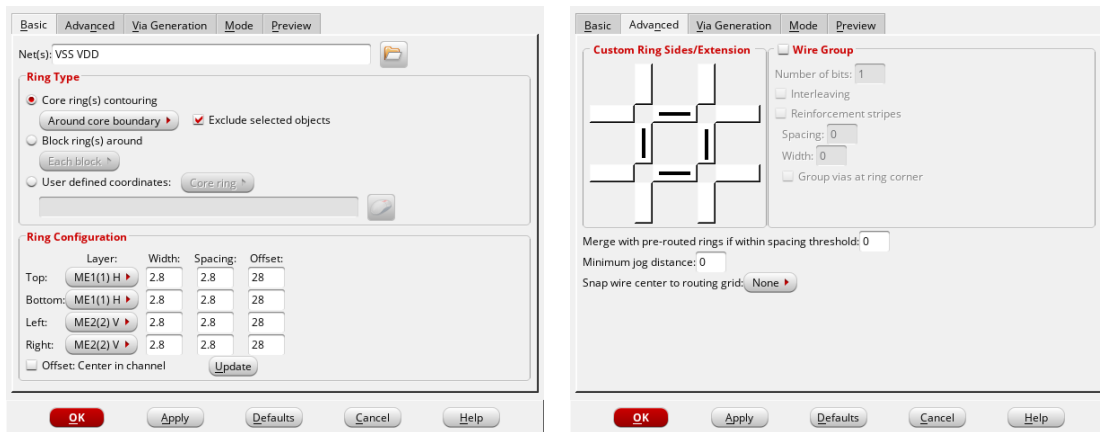 Basic Advanced Via Generation Mode Preview
Net(s): VSS VDD
Ring Type
Core ring(s) contouring
Around core boundary Exclude selected objects
Block ring(s) around
Each block
User defined coordinates: Core ring
Ring Configuration
Layer: Width: Spacing: Offset:
Top: ME1(1) H 2.8 2.8 28
Bottom: ME1(1) H 2.8 2.8 28
Left: ME2(2) V 2.8 2.8 28
Right: ME2(2) V 2.8 2.8 28
Offset: Center in channel Update
OK Apply Defaults Cancel Help
Basic Advanced Via Generation Mode Preview
Custom Ring Sides/Extension
Wire Group
Number of bits: 1
Interleaving
Reinforcement stripes
Spacing: 0
Width: 0
Group vias at ring corner
Merge with pre-routed rings if within spacing threshold: 0
Minimum jog distance: 0
Snap wire center to routing grid: None
OK Apply Defaults Cancel Help